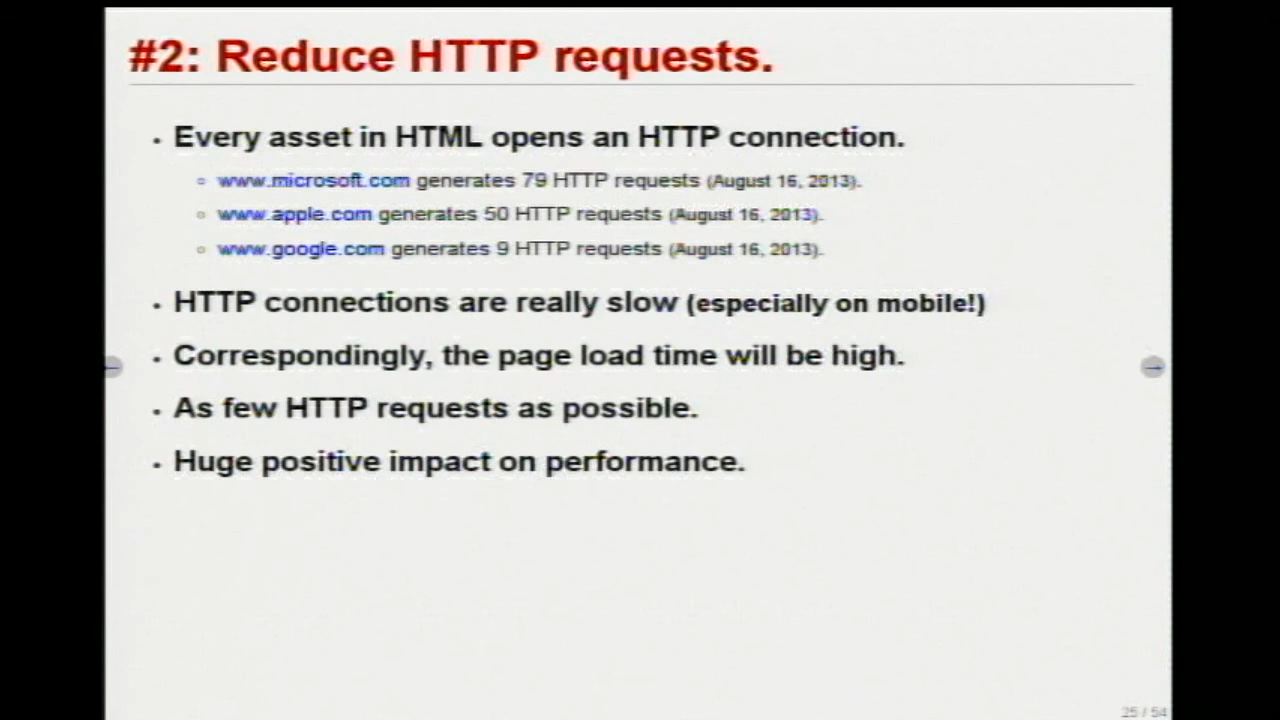 #2: Reduce HTTP requests.
• Every asset in HTML opens an HTTP connection.
○ www.microsoft.com generates 79 HTTP requests (August 16, 2013).
○ www.apple.com generates 50 HTTP requests (August 16, 2013).
○ www.google.com generates 9 HTTP requests (August 16, 2013).
• HTTP connections are really slow (especially on mobile!)
• Correspondingly, the page load time will be high.
← →
• As few HTTP requests as possible.
• Huge positive impact on performance.
25 / 54